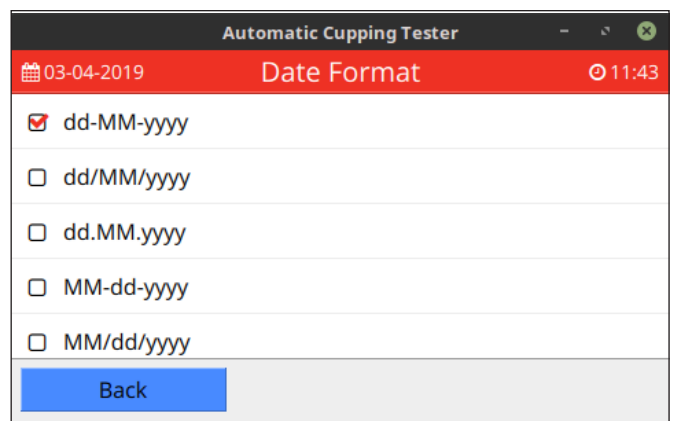 Automatic Cupping Tester
03-04-2019 Date Format 11:43
dd-MM-yyyy
dd/MM/yyyy
dd.MM.yyyy
MM-dd-yyyy
MM/dd/yyyy
Back